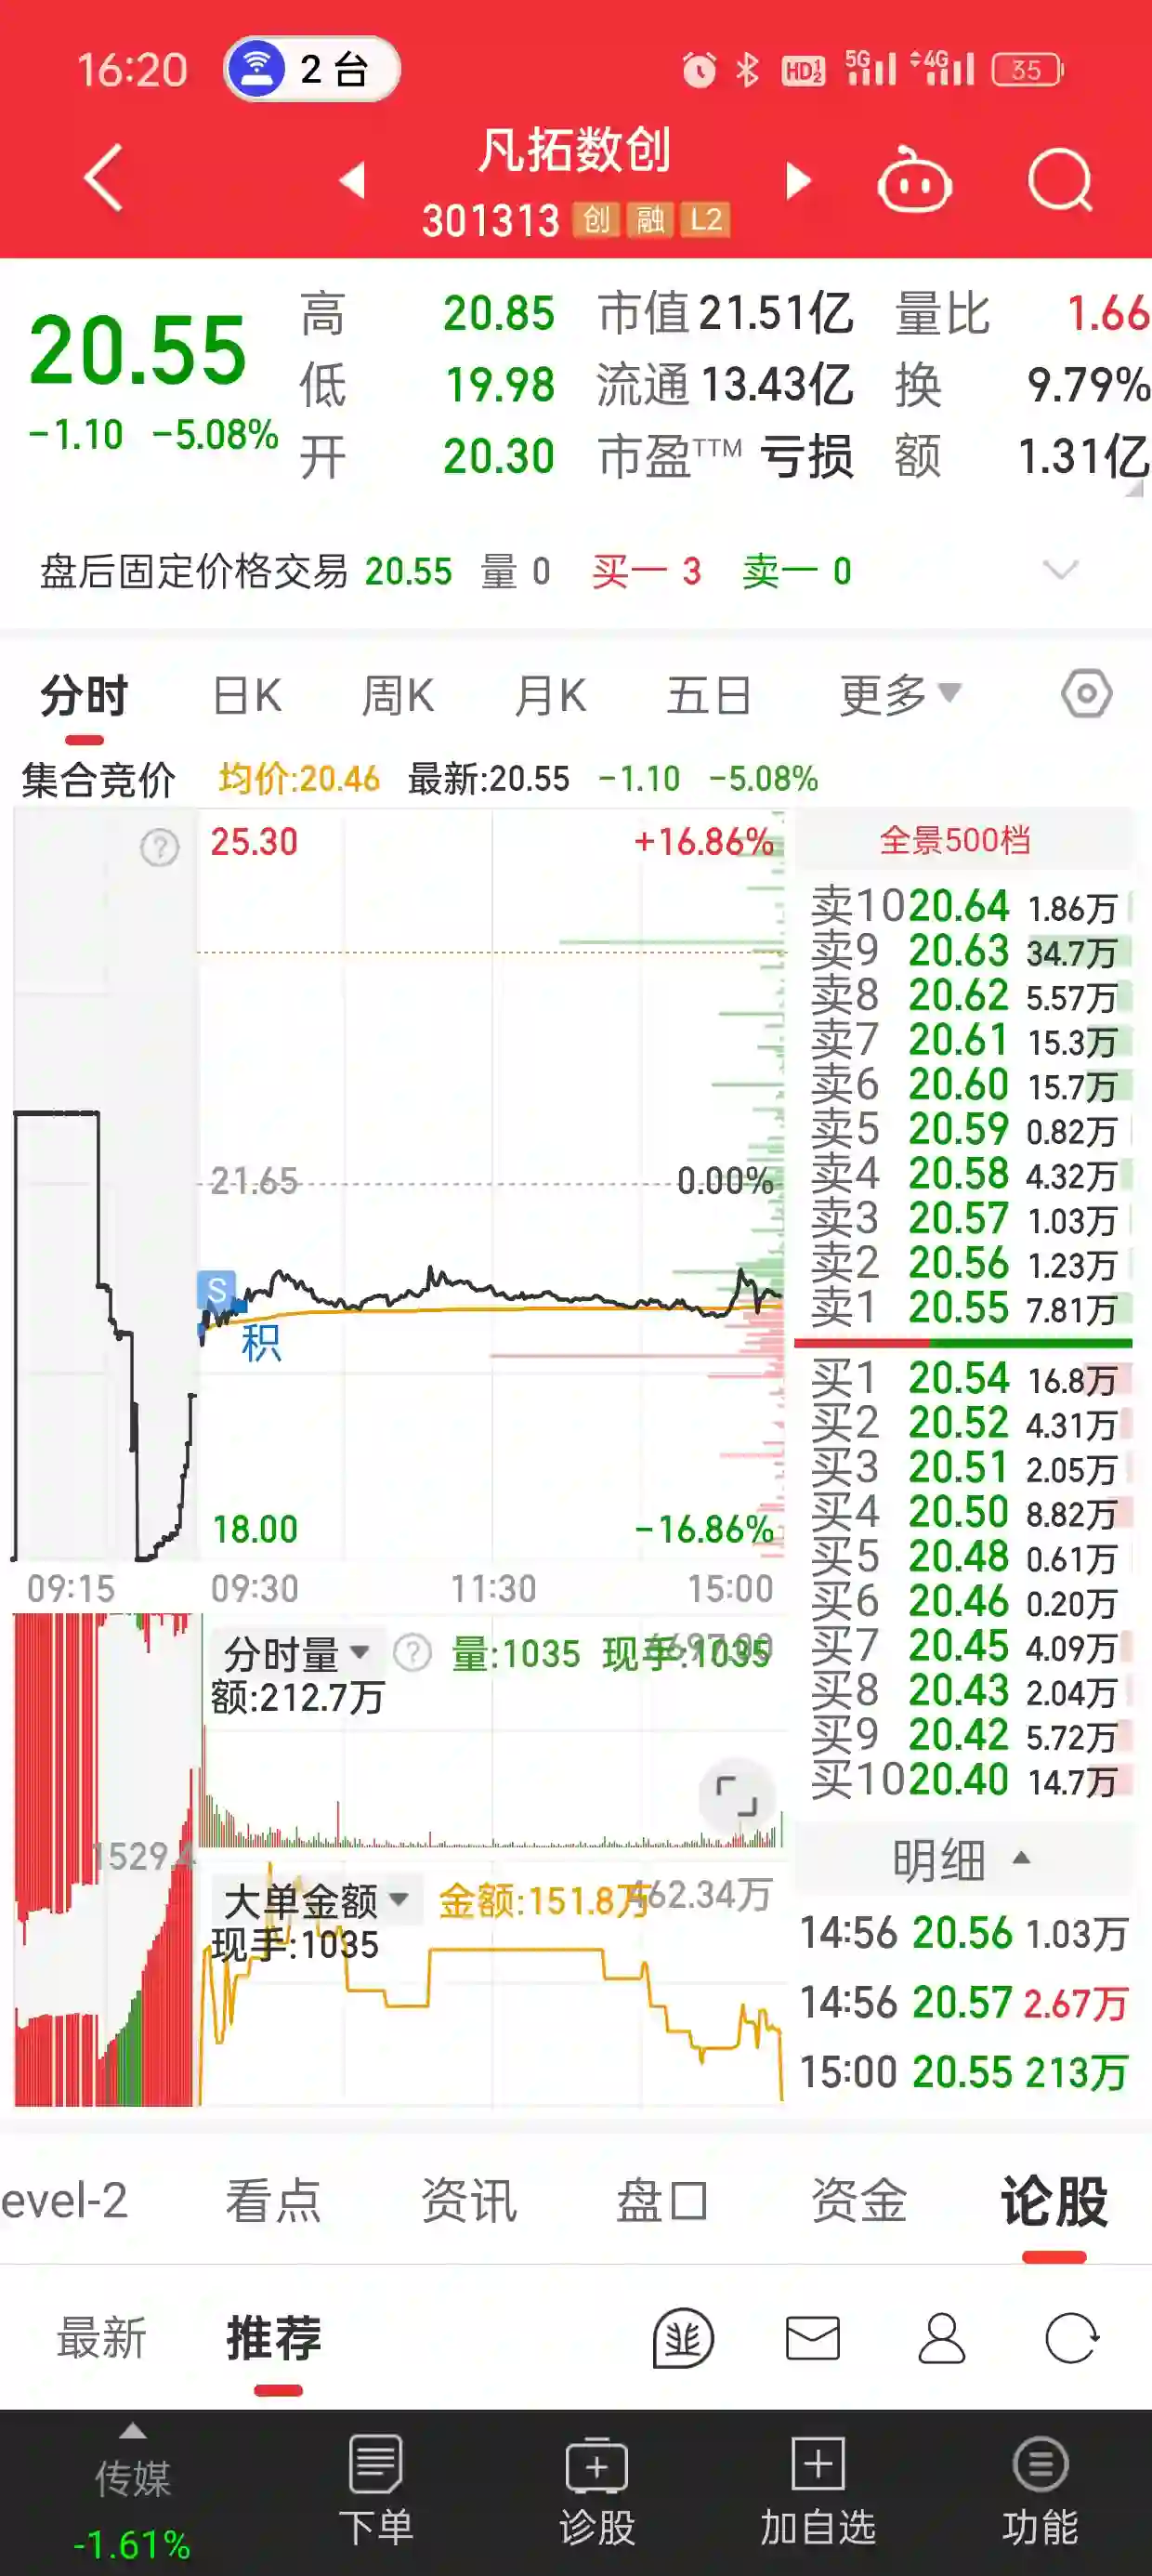 16:20 2 台 HD 1 2 5G 4G 35
凡拓数创
301313 创 融 L2
20.55 高 20.85 市值 21.51亿 量比 1.66
低 19.98 流通 13.43亿 换 9.79%
-1.10 -5.08% 开 20.30 市盈TTM 亏损 额 1.31亿
盘后固定价格交易 20.55 量 0 买一 3 卖一 0
分时 日K 周K 月K 五日 更多
集合竞价 均价:20.46 最新:20.55 -1.10 -5.08%
25.30 +16.86%
21.65 0.00%
S
积
18.00 -16.86%
09:15 09:30 11:30 15:00
分时量 ? 量:1035 现手:1035
额:212.7万
1529.4
大单金额 金额:151.8万 462.34万
现手:1035
全景500档
卖10 20.64 1.86万
卖9 20.63 34.7万
卖8 20.62 5.57万
卖7 20.61 15.3万
卖6 20.60 15.7万
卖5 20.59 0.82万
卖4 20.58 4.32万
卖3 20.57 1.03万
卖2 20.56 1.23万
卖1 20.55 7.81万
买1 20.54 16.8万
买2 20.52 4.31万
买3 20.51 2.05万
买4 20.50 8.82万
买5 20.48 0.61万
买6 20.46 0.20万
买7 20.45 4.09万
买8 20.43 2.04万
买9 20.42 5.72万
买10 20.40 14.7万
明细
14:56 20.56 1.03万
14:56 20.57 2.67万
15:00 20.55 213万
evel-2 看点 资讯 盘口 资金 论股
最新 推荐
传媒 下单 诊股 加自选 功能
-1.61%